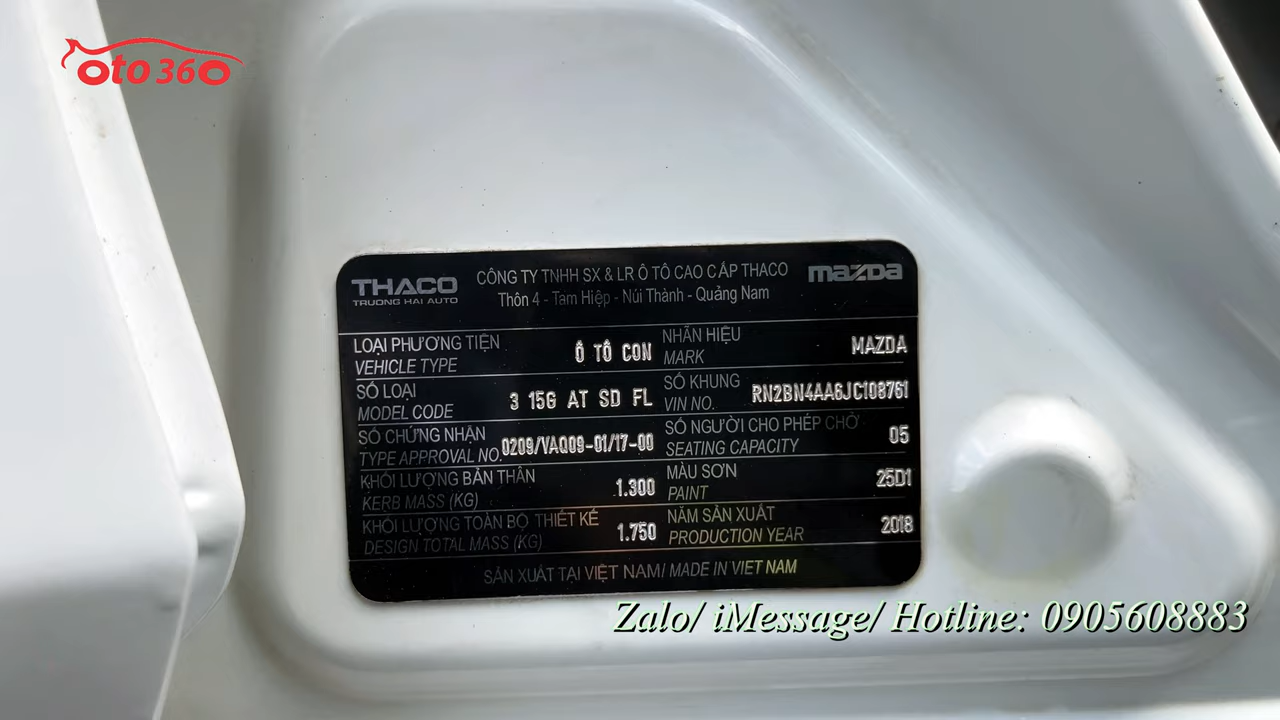 oto 360
THACO
TRUONG HAI AUTO
CÔNG TY TNHH SX & LR Ô TÔ CAO CẤP THACO
Thôn 4 - Tam Hiệp - Núi Thành - Quảng Nam
mazda
LOẠI PHƯƠNG TIỆN
VEHICLE TYPE
Ô TÔ CON
NHÃN HIỆU
MARK
MAZDA
SỐ LOẠI
MODEL CODE
3 15G AT SD FL
SỐ KHUNG
VIN NO.
RN2BN4AA6JC108761
SỐ CHỨNG NHẬN
TYPE APPROVAL NO.
0209/VAQ09-01/17-00
SỐ NGƯỜI CHO PHÉP CHỞ
SEATING CAPACITY
05
KHỐI LƯỢNG BẢN THÂN
KERB MASS (KG)
1.300
MÀU SƠN
PAINT
25D1
KHỐI LƯỢNG TOÀN BỘ THIẾT KẾ
DESIGN TOTAL MASS (KG)
1.750
NĂM SẢN XUẤT
PRODUCTION YEAR
2018
SẢN XUẤT TẠI VIỆT NAM/ MADE IN VIET NAM
Zalo/ iMessage/ Hotline: 0905608883